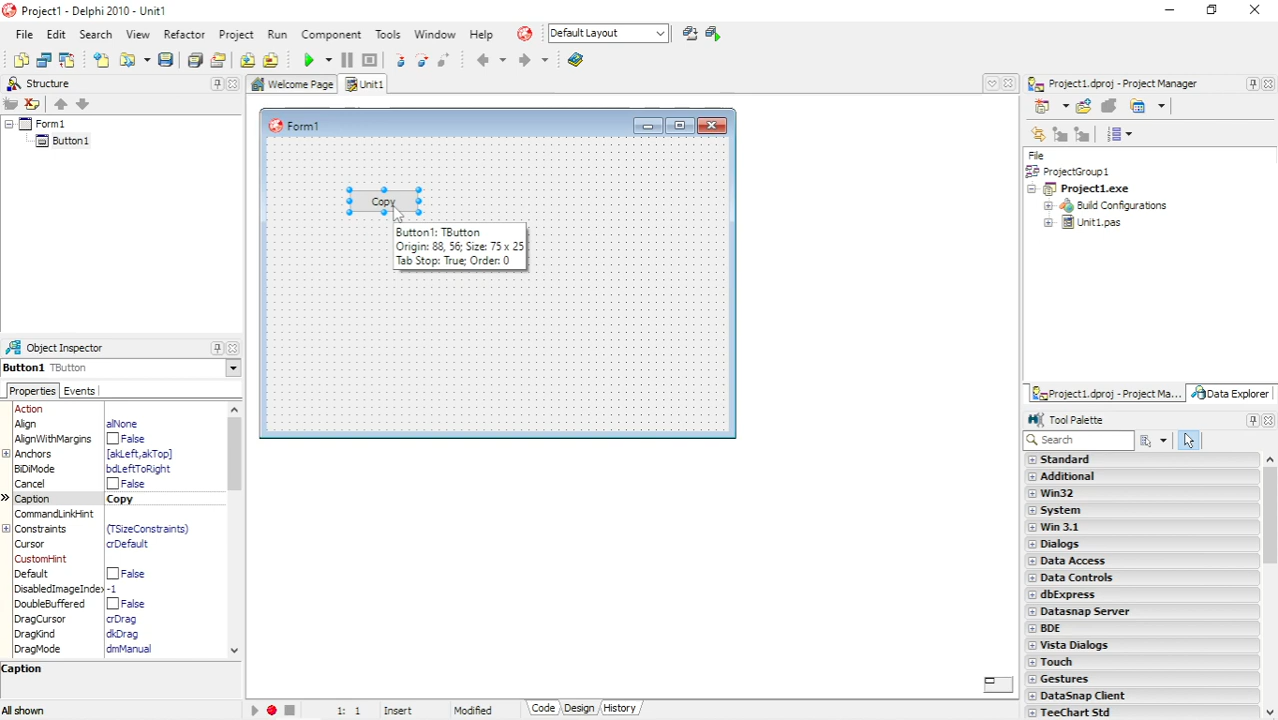 Project1 - Delphi 2010 - Unit1
File Edit Search View Refactor Project Run Component Tools Window Help Default Layout
Structure
Form1
Button1
Welcome Page Unit1
Form1
Copy
Button1: TButton
Origin: 88, 56; Size: 75 x 25
Tab Stop: True; Order: 0
Project1.dproj - Project Manager
File
ProjectGroup1
Project1.exe
Build Configurations
Unit1.pas
Project1.dproj - Project Ma... Data Explorer
Object Inspector
Button1 TButton
Properties Events
Action
Align alNone
AlignWithMargins False
Anchors [akLeft,akTop]
BiDiMode bdLeftToRight
Cancel False
Caption Copy
CommandLinkHint
Constraints (TSizeConstraints)
Cursor crDefault
CustomHint
Default False
DisabledImageIndex -1
DoubleBuffered False
DragCursor crDrag
DragKind dkDrag
DragMode dmManual
Caption
All shown
Tool Palette
Search
Standard
Additional
Win32
System
Win 3.1
Dialogs
Data Access
Data Controls
dbExpress
Datasnap Server
BDE
Vista Dialogs
Touch
Gestures
DataSnap Client
TeeChart Std
1: 1 Insert Modified Code Design History